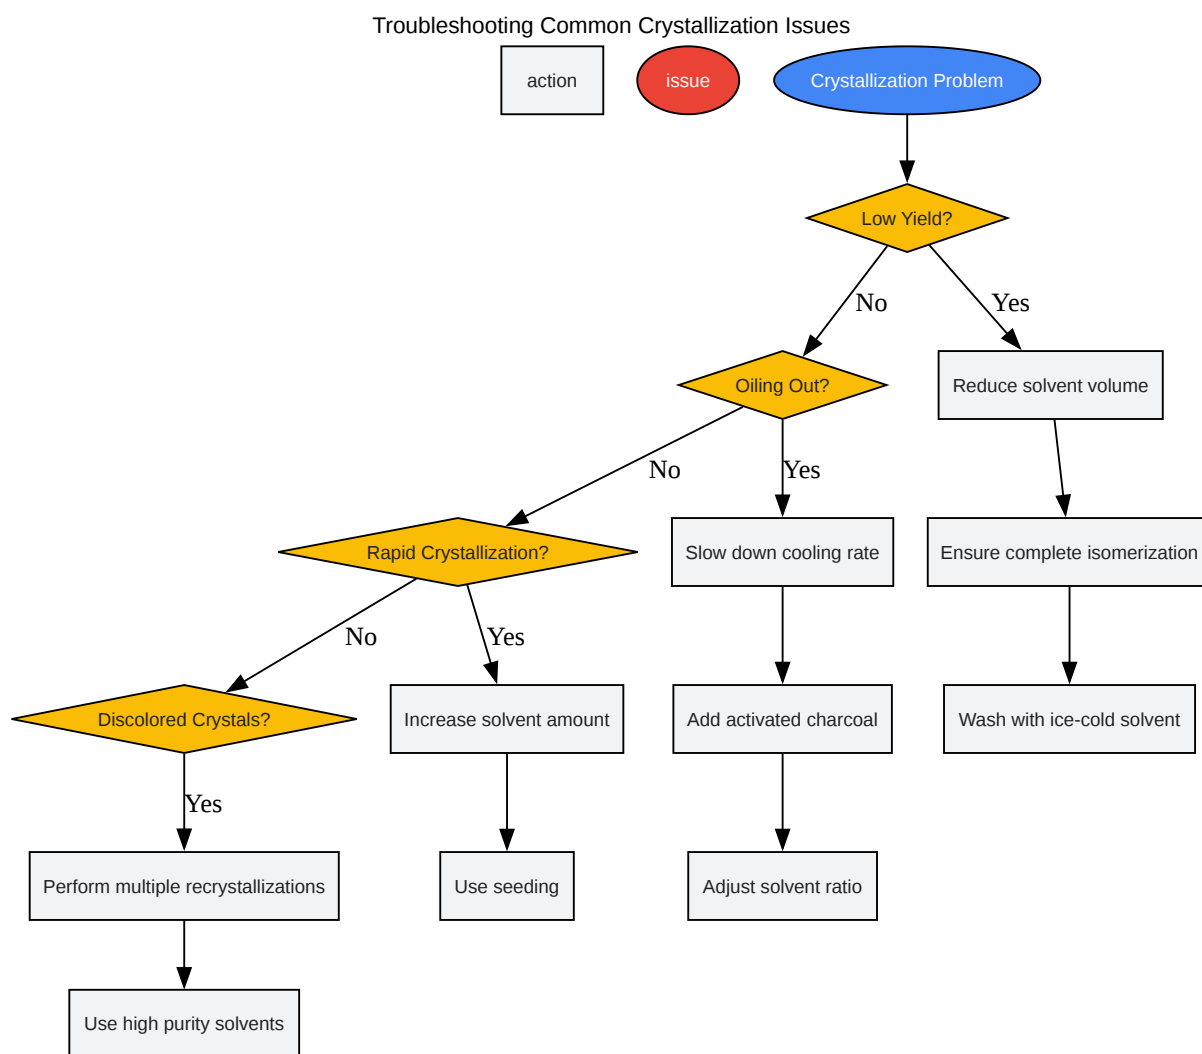 Troubleshooting Common Crystallization Issues
action
issue
Crystallization Problem
Low Yield?
No
Yes
Oiling Out?
Reduce solvent volume
No
Yes
Rapid Crystallization?
Slow down cooling rate
Ensure complete isomerization
No
Yes
Discolored Crystals?
Increase solvent amount
Add activated charcoal
Wash with ice-cold solvent
Yes
Perform multiple recrystallizations
Use seeding
Adjust solvent ratio
Use high purity solvents